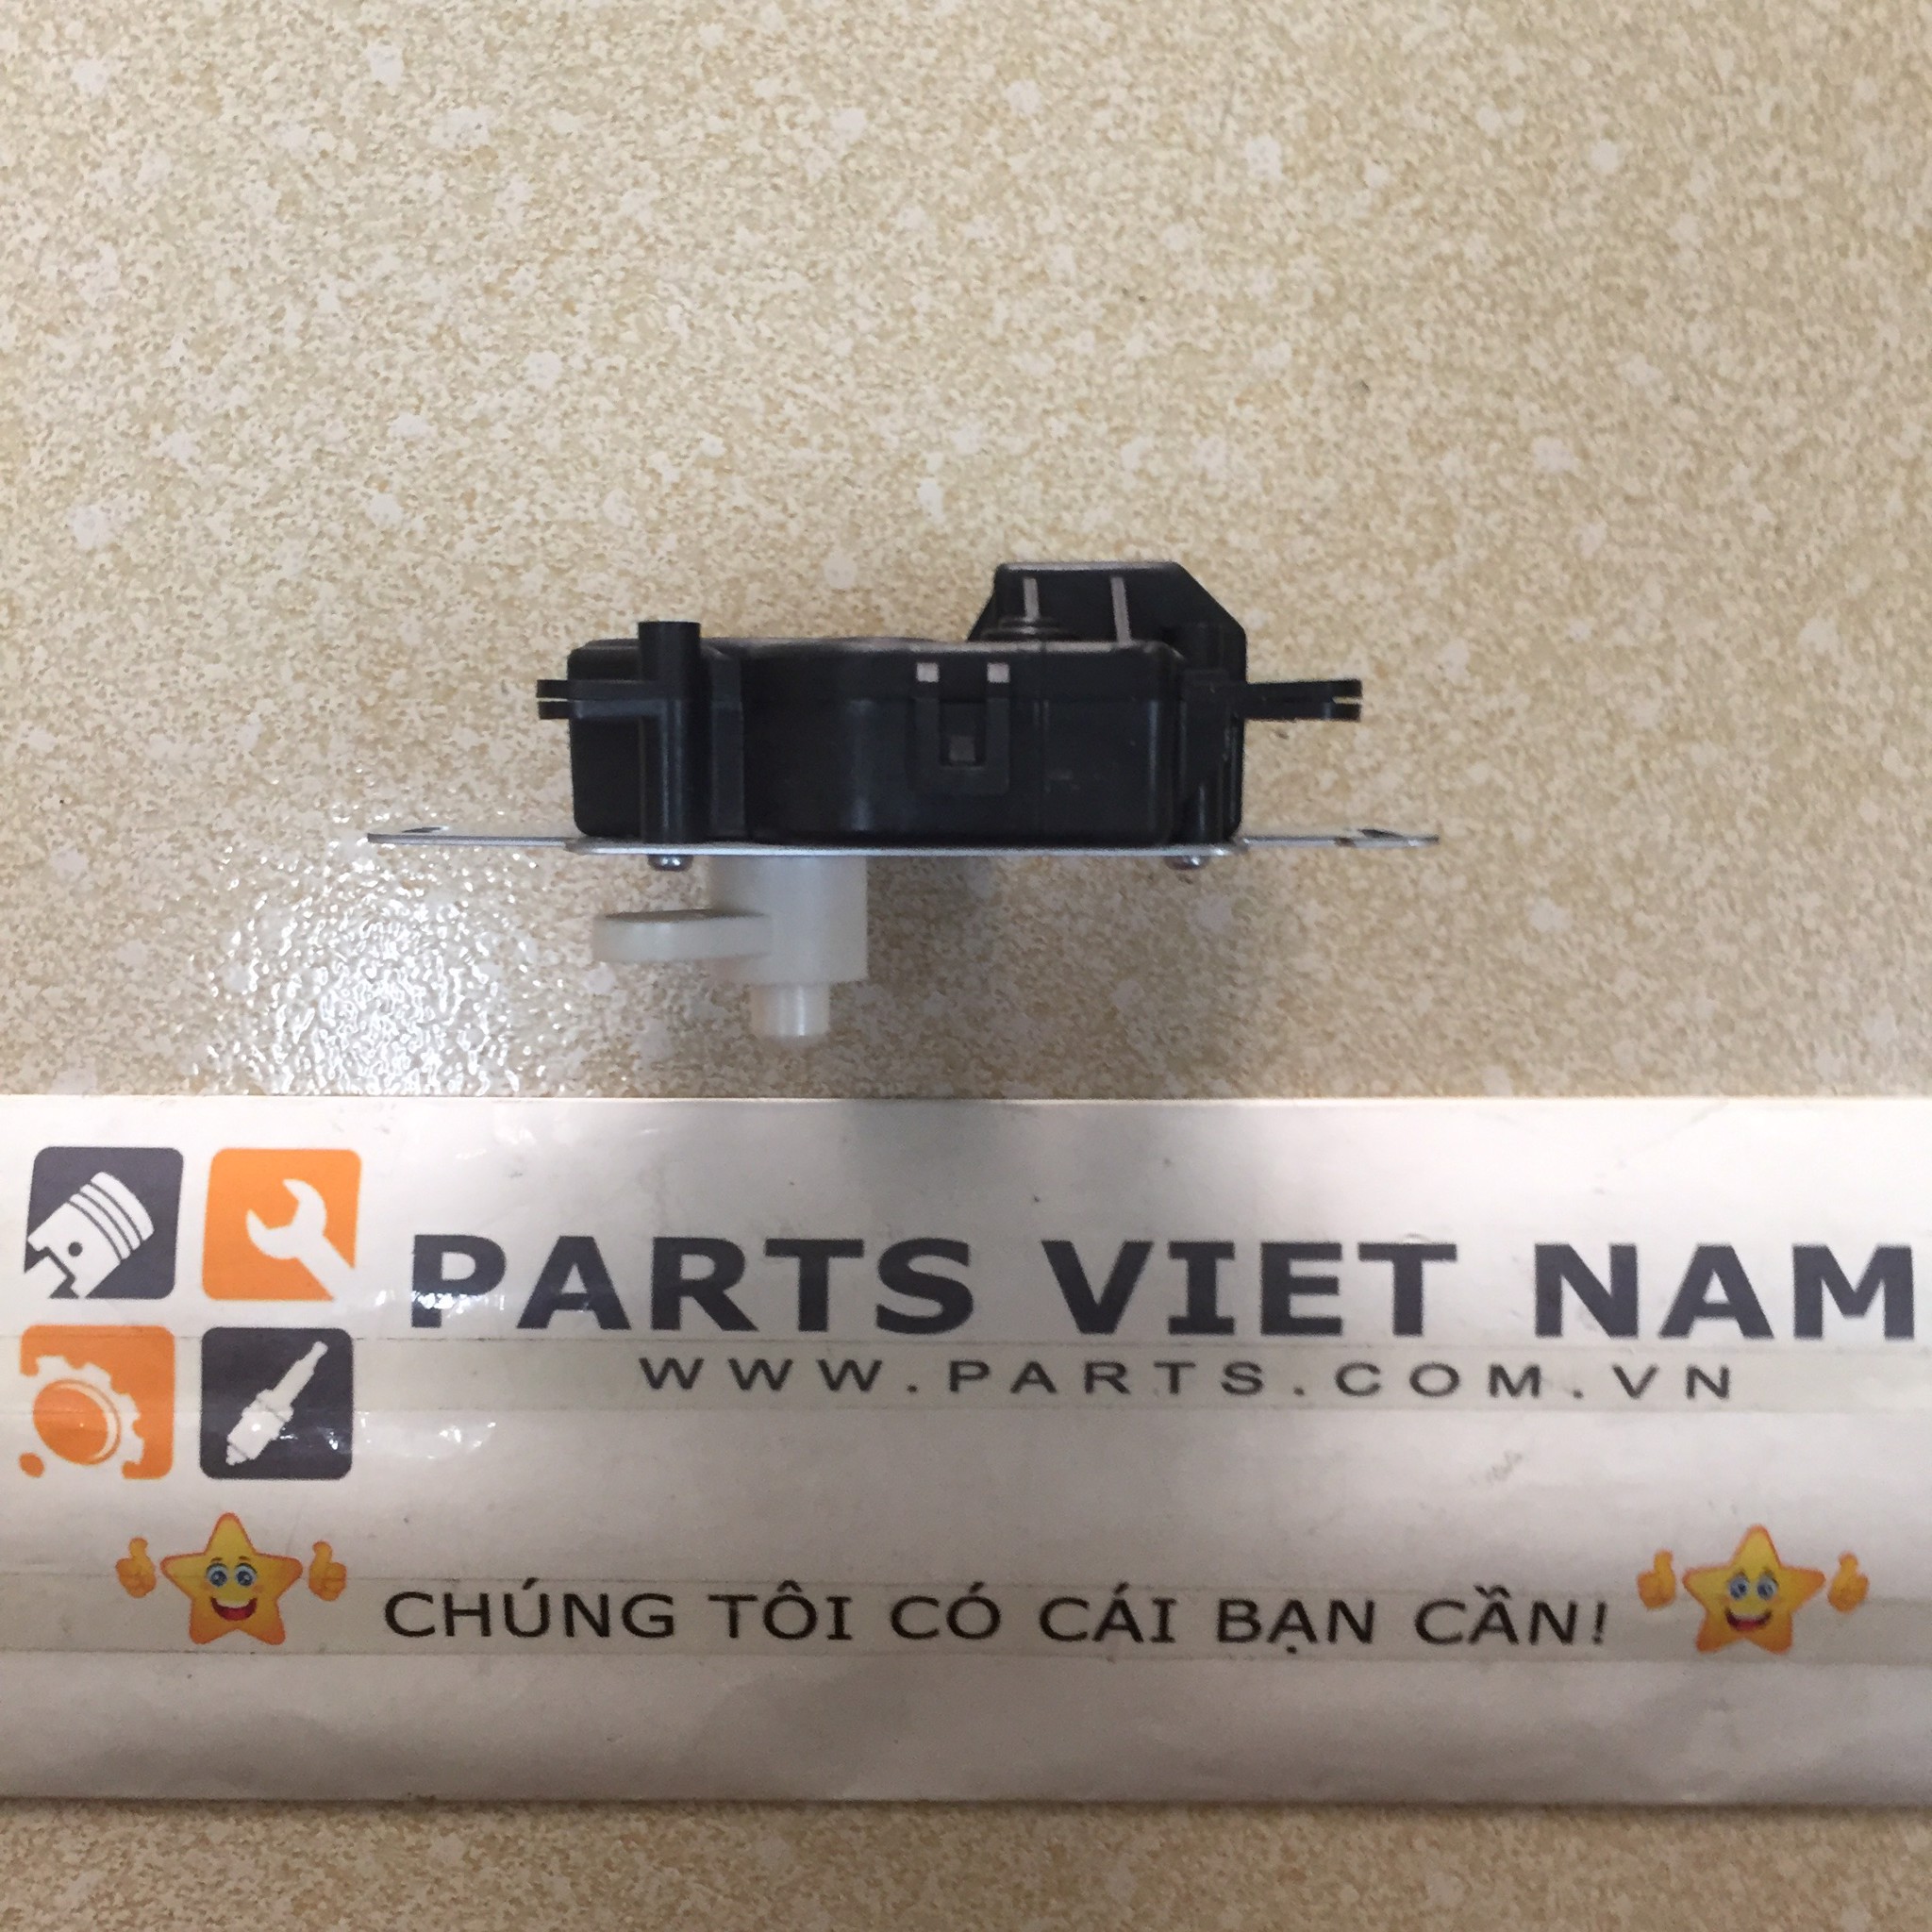 PARTS VIET NAM
WWW.PARTS.COM.VN
CHÚNG TÔI CÓ CÁI BẠN CẦN!